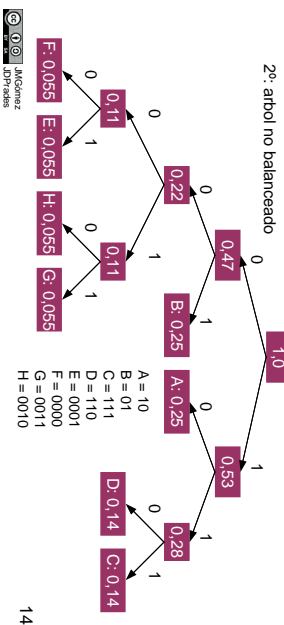 2º: arbol no balanceado
1,0
0 1
0,47 0,53
0 1 0 1
0,22 B: 0,25 A: 0,25 0,28
0 1 0 1
0,11 0,11 D: 0,14 C: 0,14
0 1 0 1
F: 0,055 E: 0,055 H: 0,055 G: 0,055
A = 10
B = 01
C = 111
D = 110
E = 0001
F = 0000
G = 0011
H = 0010
cc BY SA
JMGómez
JDPrades
14